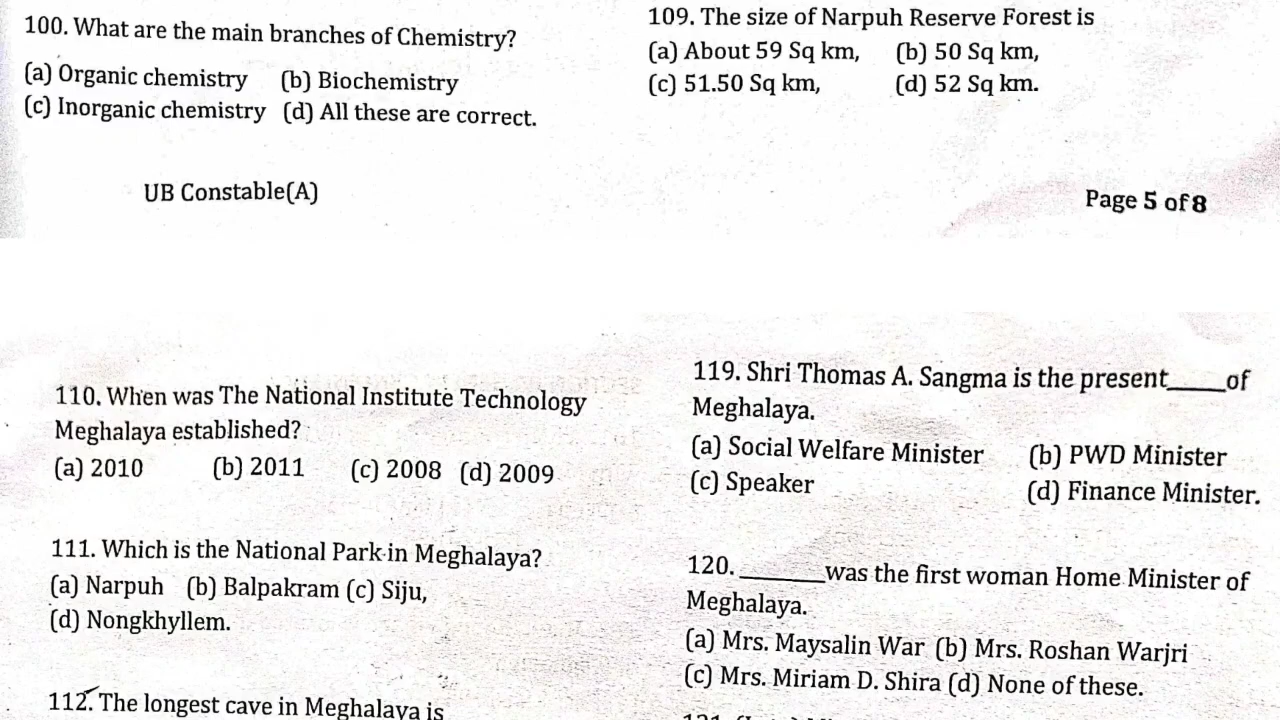 100. What are the main branches of Chemistry?
(a) Organic chemistry (b) Biochemistry
(c) Inorganic chemistry (d) All these are correct.
109. The size of Narpuh Reserve Forest is
(a) About 59 Sq km, (b) 50 Sq km,
(c) 51.50 Sq km, (d) 52 Sq km.
UB Constable(A)
Page 5 of 8
110. When was The National Institute Technology
Meghalaya established?
(a) 2010 (b) 2011 (c) 2008 (d) 2009
111. Which is the National Park in Meghalaya?
(a) Narpuh (b) Balpakram (c) Siju,
(d) Nongkhyllem.
112. The longest cave in Meghalaya is
119. Shri Thomas A. Sangma is the present_____of
Meghalaya.
(a) Social Welfare Minister (b) PWD Minister
(c) Speaker (d) Finance Minister.
120. _______was the first woman Home Minister of
Meghalaya.
(a) Mrs. Maysalin War (b) Mrs. Roshan Warjri
(c) Mrs. Miriam D. Shira (d) None of these.